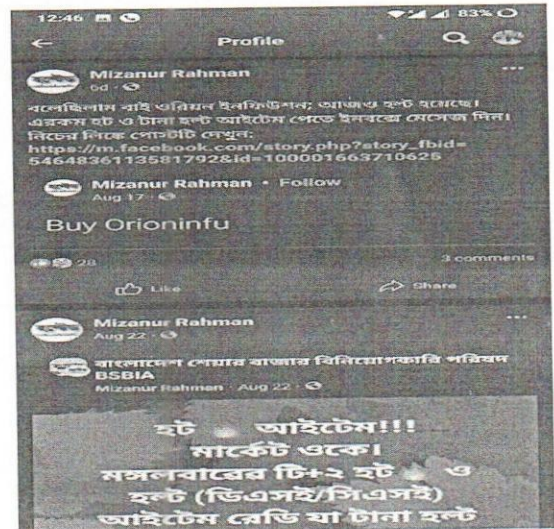 12:46
83%
Profile
Mizanur Rahman
6d
বলেছিলাম বাই ওরিয়ন ইনফিউশন; আজও হল্ট হয়েছে।
এরকম হট ও টানা হল্ট আইটেম পেতে ইনবক্সে মেসেজ দিন।
নিচের লিঙ্কে পোস্টটি দেখুন:
https://m.facebook.com/story.php?story_fbid=
5464836113581792&id=100001663710625
Mizanur Rahman • Follow
Aug 17
Buy Orioninfu
28
3 comments
Like
Share
Mizanur Rahman
Aug 22
বাংলাদেশ শেয়ার বাজার বিনিয়োগকারি পরিষদ
BSBIA
Mizanur Rahman · Aug 22
হট আইটেম!!!
মার্কেট ওকে।
মঙ্গলবারের টি+২ হট ও
হল্ট (ডিএসই/সিএসই)
আইটেম রেডি যা টানা হল্ট